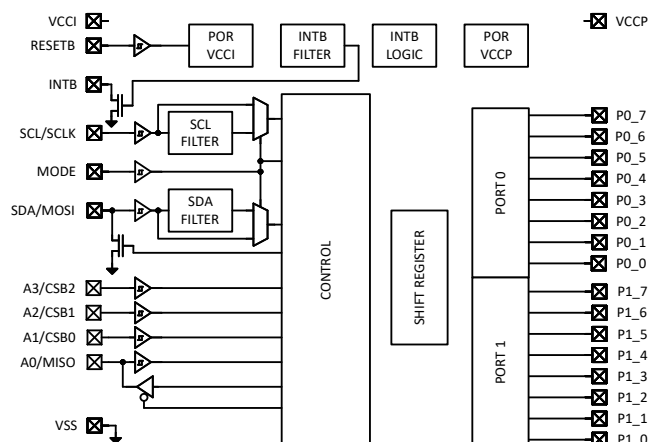 VCCI
RESETB
POR
VCCI
INTB
FILTER
INTB
LOGIC
POR
VCCP
VCCP
INTB
SCL/SCLK
SCL
FILTER
MODE
SDA/MOSI
SDA
FILTER
A3/CSB2
A2/CSB1
A1/CSB0
A0/MISO
VSS
CONTROL
SHIFT REGISTER
PORT 0
PORT 1
P0_7
P0_6
P0_5
P0_4
P0_3
P0_2
P0_1
P0_0
P1_7
P1_6
P1_5
P1_4
P1_3
P1_2
P1_1
P1_0